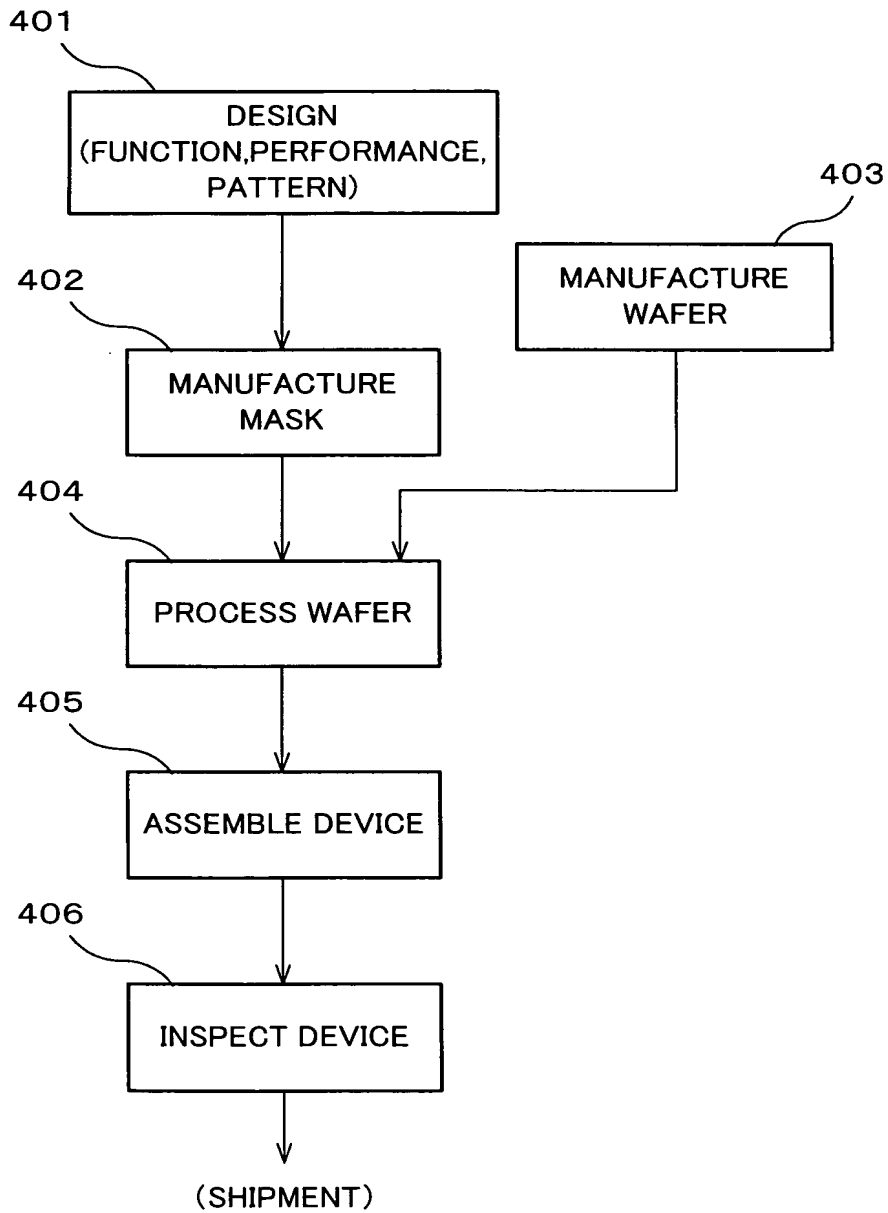 401
DESIGN
(FUNCTION,PERFORMANCE,
PATTERN)
403
MANUFACTURE
WAFER
402
MANUFACTURE
MASK
404
PROCESS WAFER
405
ASSEMBLE DEVICE
406
INSPECT DEVICE
(SHIPMENT)